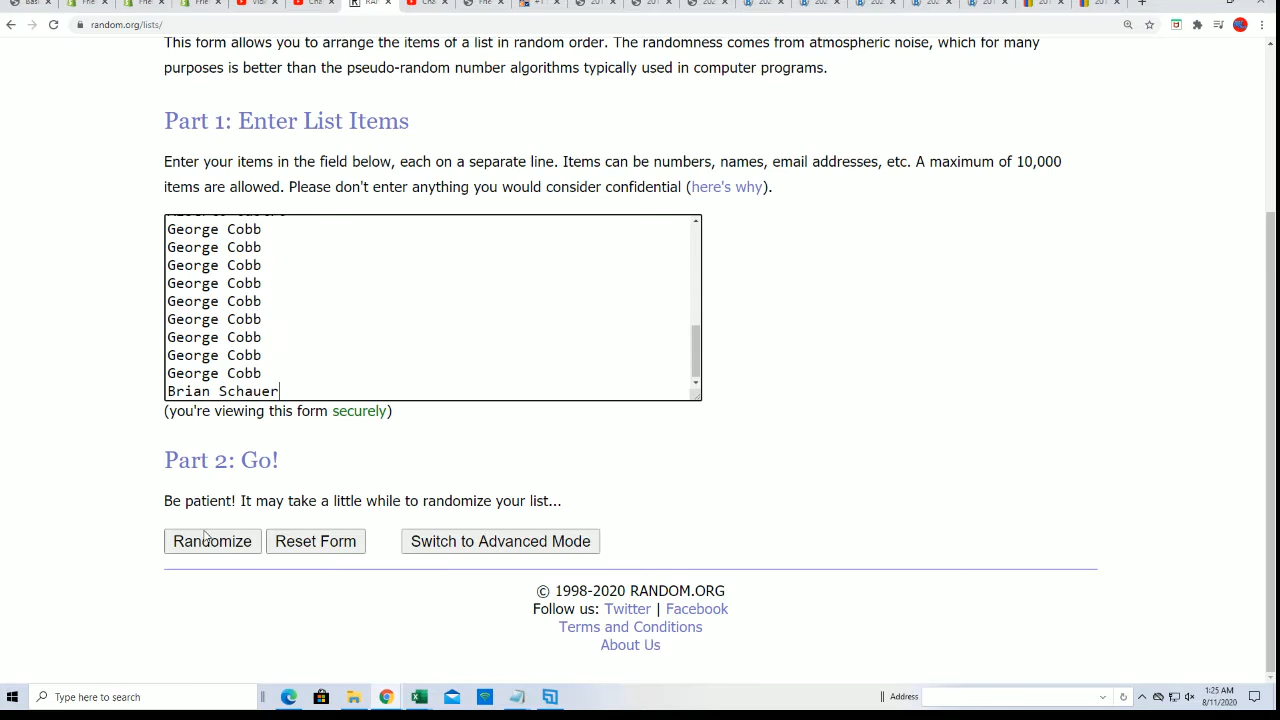 random.org/lists/
This form allows you to arrange the items of a list in random order. The randomness comes from atmospheric noise, which for many
purposes is better than the pseudo-random number algorithms typically used in computer programs.
Part 1: Enter List Items
Enter your items in the field below, each on a separate line. Items can be numbers, names, email addresses, etc. A maximum of 10,000
items are allowed. Please don't enter anything you would consider confidential (here's why).
George Cobb
George Cobb
George Cobb
George Cobb
George Cobb
George Cobb
George Cobb
George Cobb
George Cobb
Brian Schauer
(you're viewing this form securely)
Part 2: Go!
Be patient! It may take a little while to randomize your list...
Randomize Reset Form Switch to Advanced Mode
© 1998-2020 RANDOM.ORG
Follow us: Twitter | Facebook
Terms and Conditions
About Us
Type here to search
Address
1:25 AM
8/11/2020